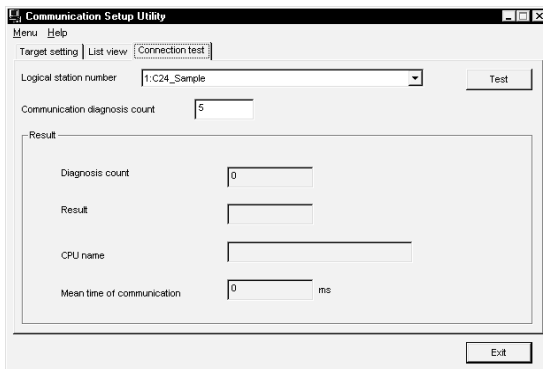 Communication Setup Utility
Menu Help
Target setting List view Connection test
Logical station number 1:C24_Sample Test
Communication diagnosis count 5
Result
Diagnosis count 0
Result
CPU name
Mean time of communication 0 ms
Exit